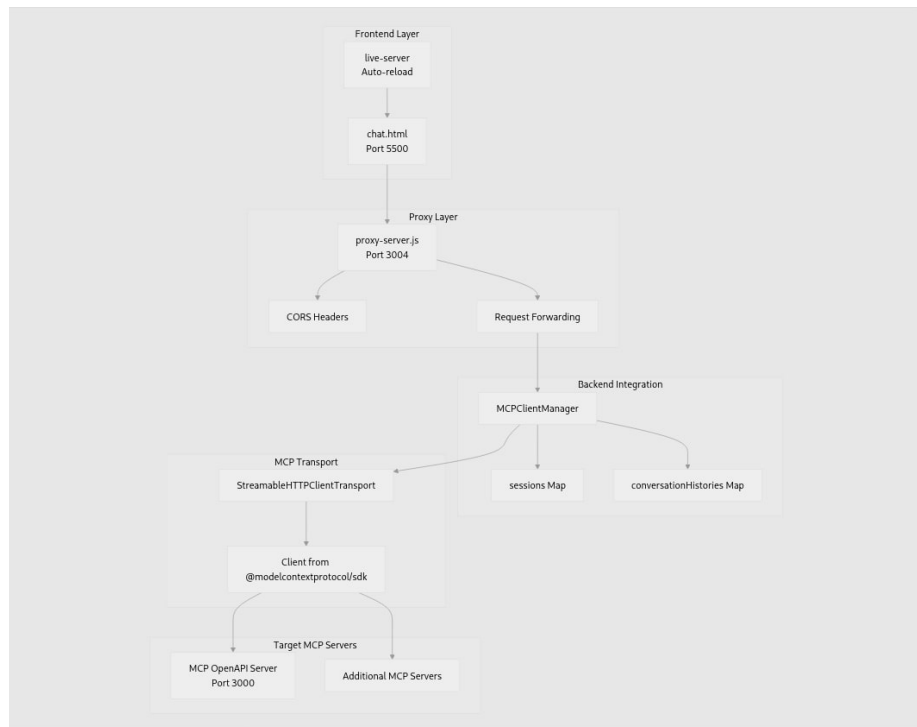 Frontend Layer
live-server
Auto-reload
chat.html
Port 5500
Proxy Layer
proxy-server.js
Port 3004
CORS Headers
Request Forwarding
Backend Integration
MCPClientManager
MCP Transport
StreamableHTTPClientTransport
sessions Map
conversationHistories Map
Client from
@modelcontextprotocol/sdk
Target MCP Servers
MCP OpenAPI Server
Port 3000
Additional MCP Servers